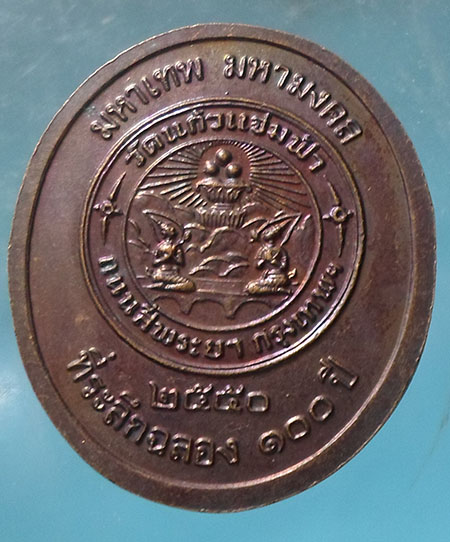 มหาเทพ มหามงคล
วัดแก้วแจ่มฟ้า
ถนนสี่พระยา กรุงเทพฯ
๒๕๕๐
ที่ระลึกฉลอง ๑๐๐ ปี